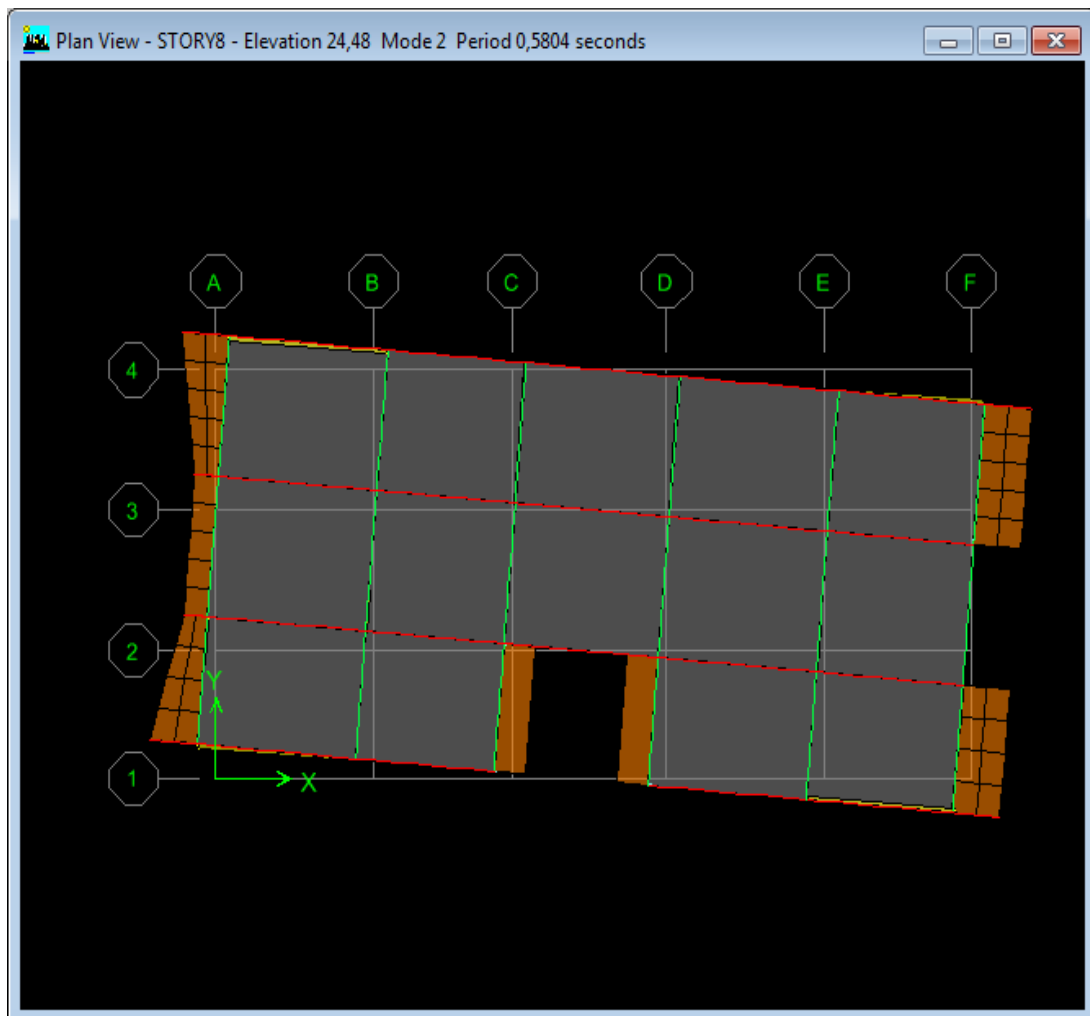 Plan View - STORY8 - Elevation 24,48 Mode 2 Period 0,5804 seconds
A B C D E F
4
3
2
Y
X
1